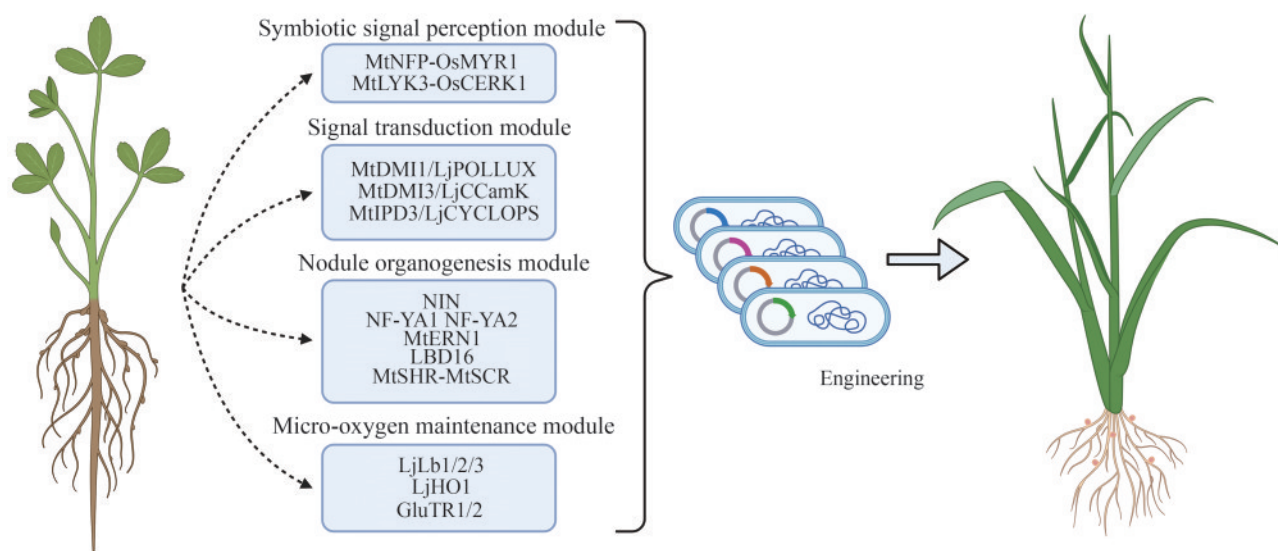 Symbiotic signal perception module
MtNFP-OsMYR1
MtLYK3-OsCERK1
Signal transduction module
MtDMI1/LjPOLLUX
MtDMI3/LjCCamK
MtIPD3/LjCYCLOPS
Nodule organogenesis module
NIN
NF-YA1 NF-YA2
MtERN1
LBD16
MtSHR-MtSCR
Micro-oxygen maintenance module
LjLb1/2/3
LjHO1
GluTR1/2
Engineering